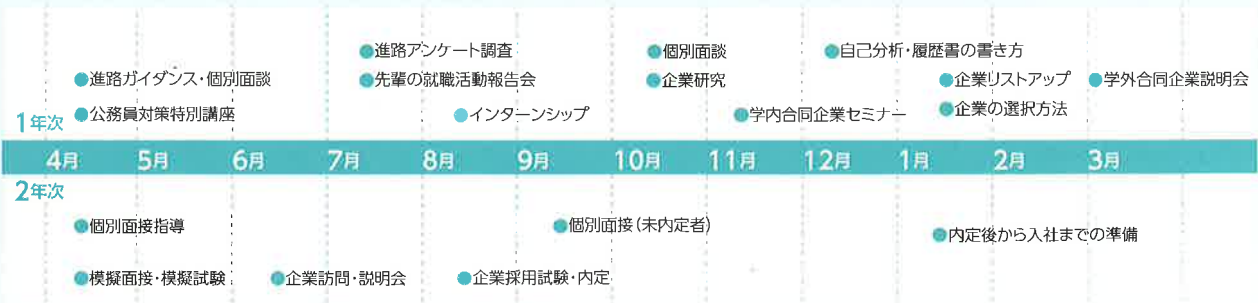 ●進路アンケート調査
●個別面談
●自己分析・履歴書の書き方
●進路ガイダンス・個別面談
●先輩の就職活動報告会
●企業研究
●企業リストアップ
●学外合同企業説明会
●公務員対策特別講座
●インターンシップ
●学内合同企業セミナー
●企業の選択方法
1年次
4月 5月 6月 7月 8月 9月 10月 11月 12月 1月 2月 3月
2年次
●個別面接指導
●個別面接(未内定者)
●内定後から入社までの準備
●模擬面接・模擬試験
●企業訪問・説明会
●企業採用試験・内定